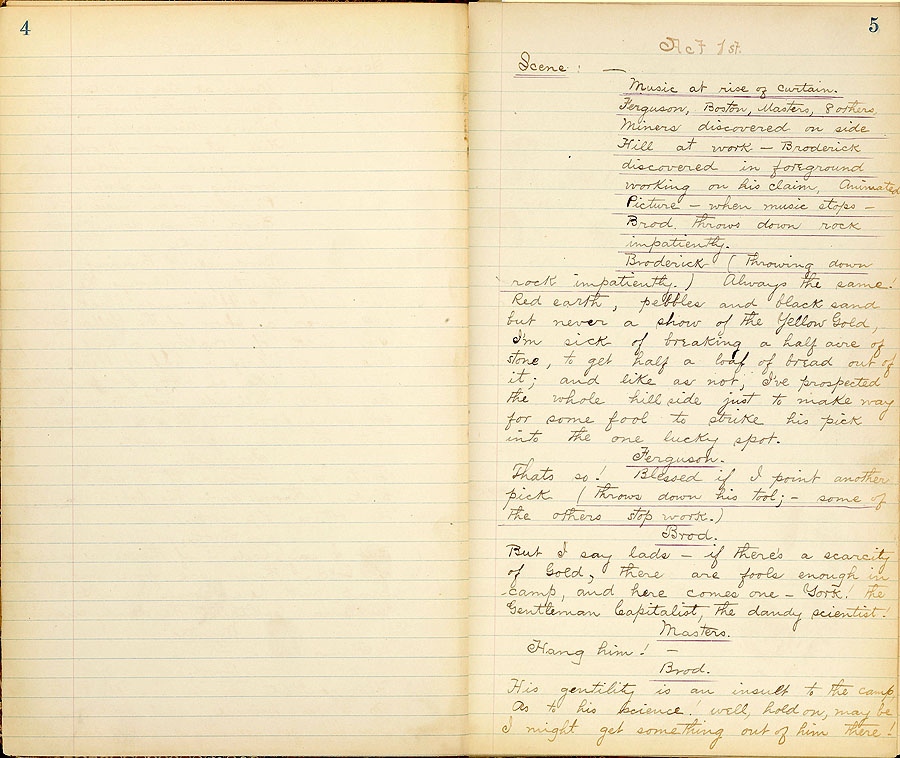 4
5
Act 1st.
Scene : —
Music at rise of curtain.
Ferguson, Boston, Masters, 8 others,
Miners discovered on side
Hill at work — Broderick
discovered in foreground
working on his claim, Animated
Picture — when music stops —
Brod. throws down rock
impatiently.
Broderick (Throwing down
rock impatiently.) Always the same!
Red earth, pebbles and black sand
but never a show of the Yellow Gold,
I'm sick of breaking a half acre of
stone, to get half a loaf of bread out of
it; and like as not, I've prospected
the whole hill side just to make way
for some fool to strike his pick
into the one lucky spot.
Ferguson.
Thats so! Blessed if I point another
pick (throws down his tool; - some of
the others stop work.)
Brod.
But I say lads — if there's a scarcity
of Gold, there are fools enough in
camp, and here comes one - York! the
Gentleman Capitalist, the dandy scientist!
Masters.
Hang him! —
Brod.
His gentility is an insult to the camp
As to his science! well, hold on, may be
I might get something out of him there!